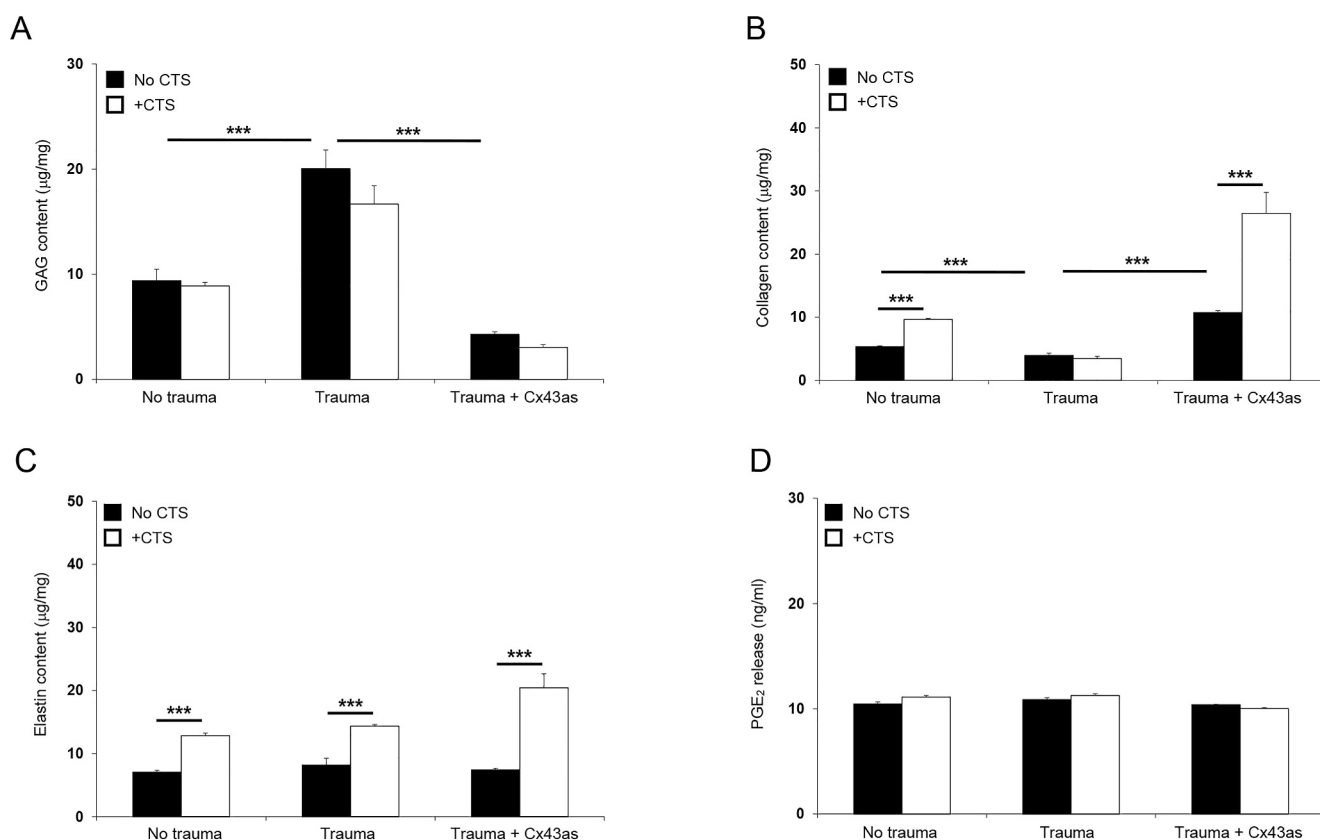 A
GAG content (μg/mg)
30
20
10
0
No CTS
+CTS
***
***
No trauma
Trauma
Trauma + Cx43as
B
Collagen content (μg/mg)
50
40
30
20
10
0
No CTS
+CTS
***
***
***
***
No trauma
Trauma
Trauma + Cx43as
C
Elastin content (μg/mg)
50
40
30
20
10
0
No CTS
+CTS
***
***
***
No trauma
Trauma
Trauma + Cx43as
D
PGE₂ release (ng/ml)
30
20
10
0
No CTS
+CTS
No trauma
Trauma
Trauma + Cx43as